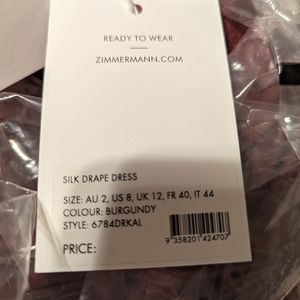 READY TO WEAR
ZIMMERMANN.COM
SILK DRAPE DRESS
SIZE: AU 2, US 8, UK 12, FR 40, IT 44
COLOUR: BURGUNDY
STYLE: 6784DRKAL
9 358201 424707
PRICE: